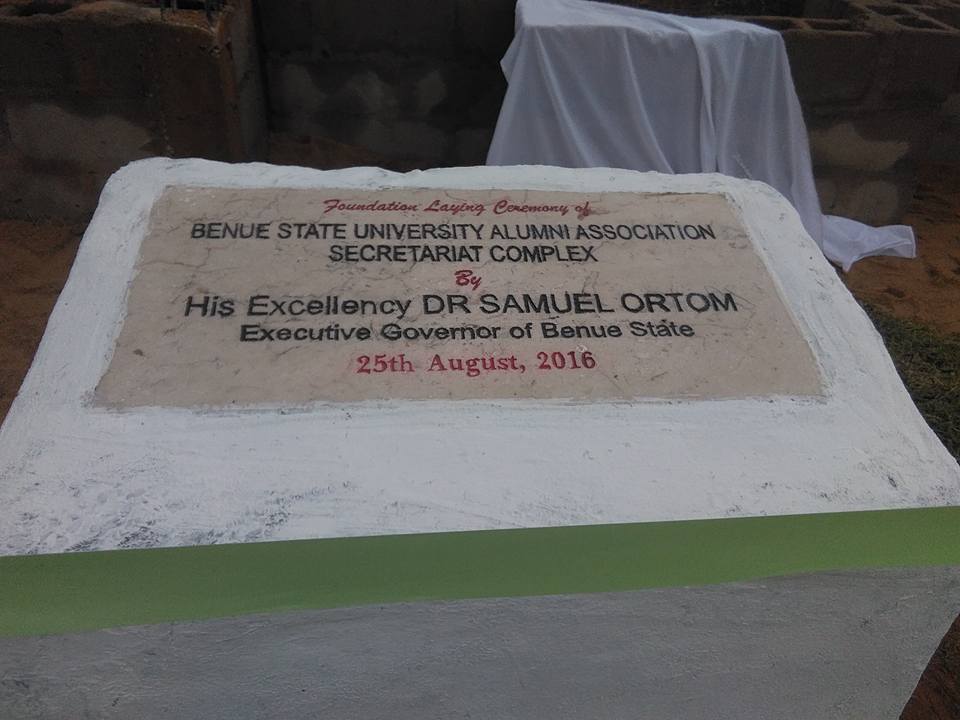 Foundation Laying Ceremony of
BENUE STATE UNIVERSITY ALUMNI ASSOCIATION
SECRETARIAT COMPLEX
By
His Excellency DR SAMUEL ORTOM
Executive Governor of Benue State
25th August, 2016